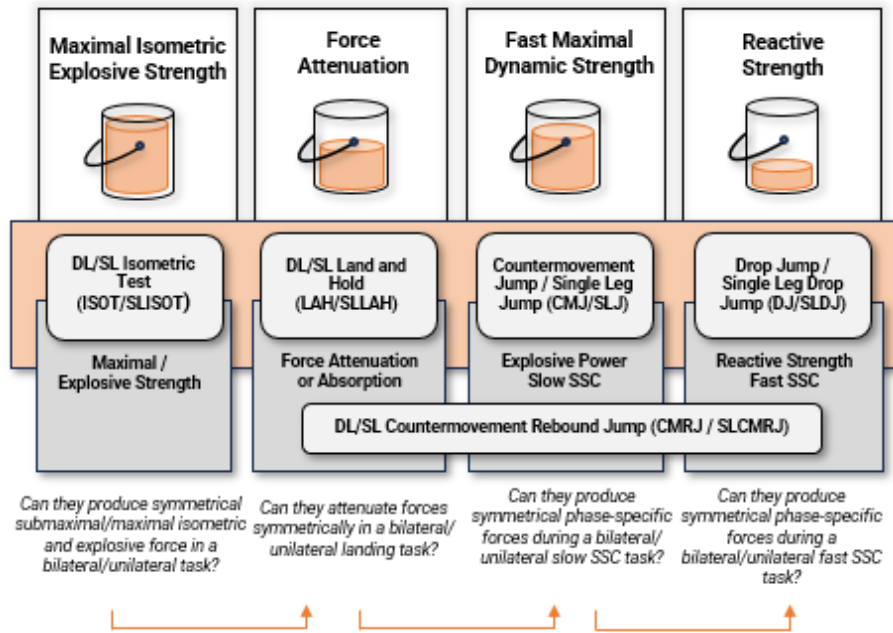 Maximal Isometric
Explosive Strength
Force
Attenuation
Fast Maximal
Dynamic Strength
Reactive
Strength
DL/SL Isometric
Test
(ISOT/SLISOT)
DL/SL Land and
Hold
(LAH/SLLAH)
Countermovement
Jump / Single Leg
Jump (CMJ/SLJ)
Drop Jump /
Single Leg Drop
Jump (DJ/SLDJ)
Maximal /
Explosive Strength
Force Attenuation
or Absorption
Explosive Power
Slow SSC
Reactive Strength
Fast SSC
DL/SL Countermovement Rebound Jump (CMRJ / SLCMRJ)
Can they produce symmetrical
submaximal/maximal isometric
and explosive force in a
bilateral/unilateral task?
Can they attenuate forces
symmetrically in a bilateral/
unilateral landing task?
Can they produce
symmetrical phase-specific
forces during a bilateral/
unilateral slow SSC task?
Can they produce
symmetrical phase-specific
forces during a
bilateral/unilateral fast SSC
task?